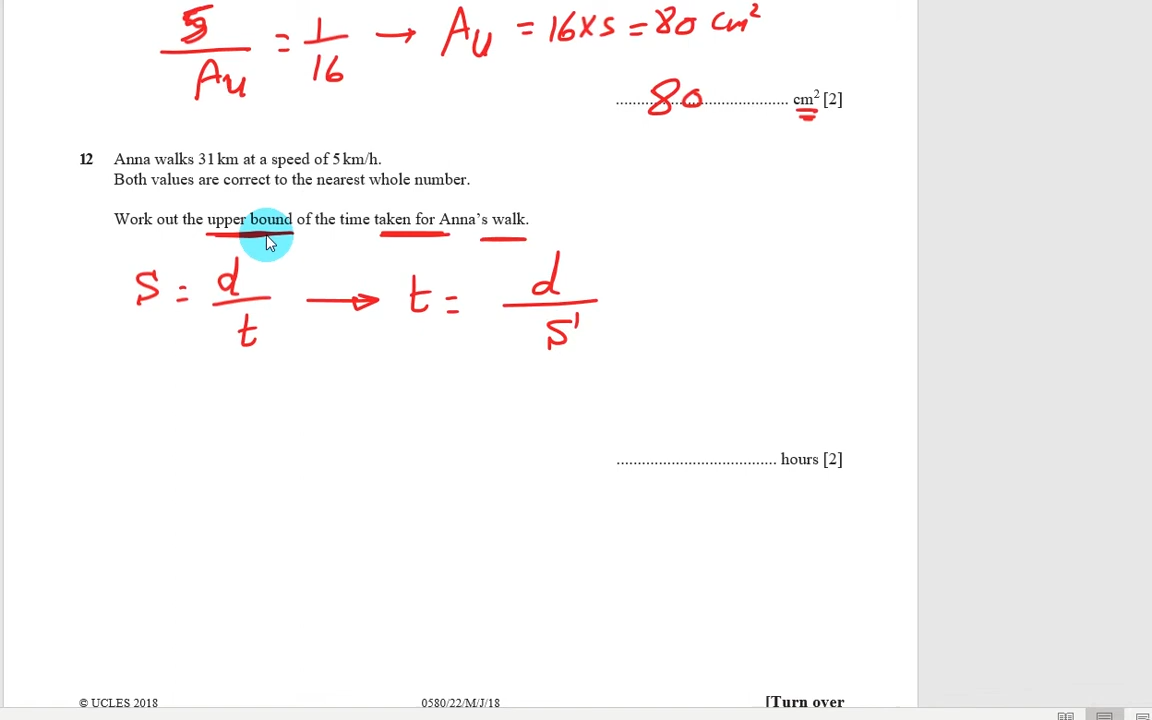 5/Au = 1/16 → Au = 16x5 = 80 cm²
........80........ cm² [2]
12 Anna walks 31 km at a speed of 5 km/h.
Both values are correct to the nearest whole number.
Work out the upper bound of the time taken for Anna's walk.
S = d/t → t = d/S
..................................... hours [2]
© UCLES 2018 0580/22/M/J/18 [Turn over